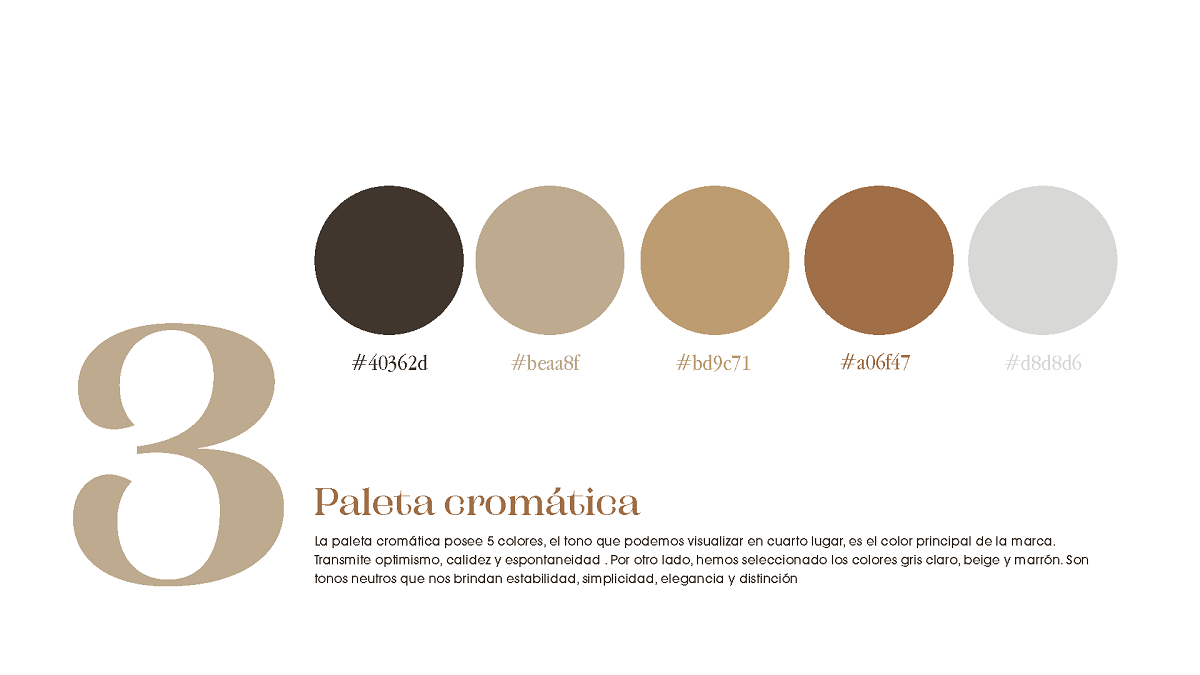 #40362d
#beaa8f
#bd9c71
#a06f47
#d8d8d6
3
Paleta cromática
La paleta cromática posee 5 colores, el tono que podemos visualizar en cuarto lugar, es el color principal de la marca.
Transmite optimismo, calidez y espontaneidad . Por otro lado, hemos seleccionado los colores gris claro, beige y marrón. Son
tonos neutros que nos brindan estabilidad, simplicidad, elegancia y distinción